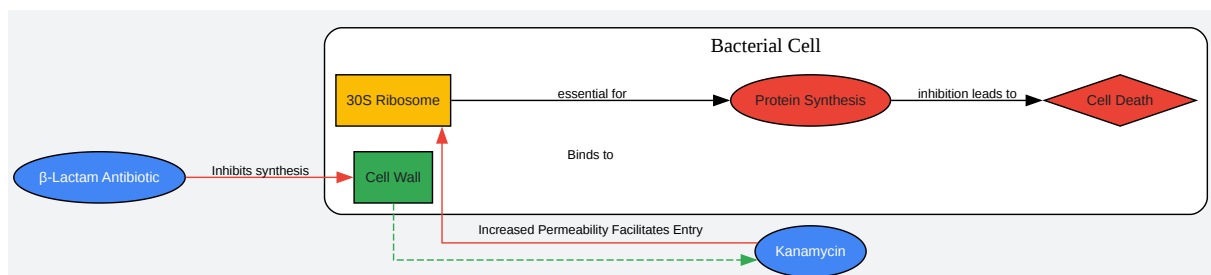 Bacterial Cell
30S Ribosome
essential for
Protein Synthesis
inhibition leads to
Cell Death
Binds to
β-Lactam Antibiotic
Inhibits synthesis
Cell Wall
Increased Permeability Facilitates Entry
Kanamycin